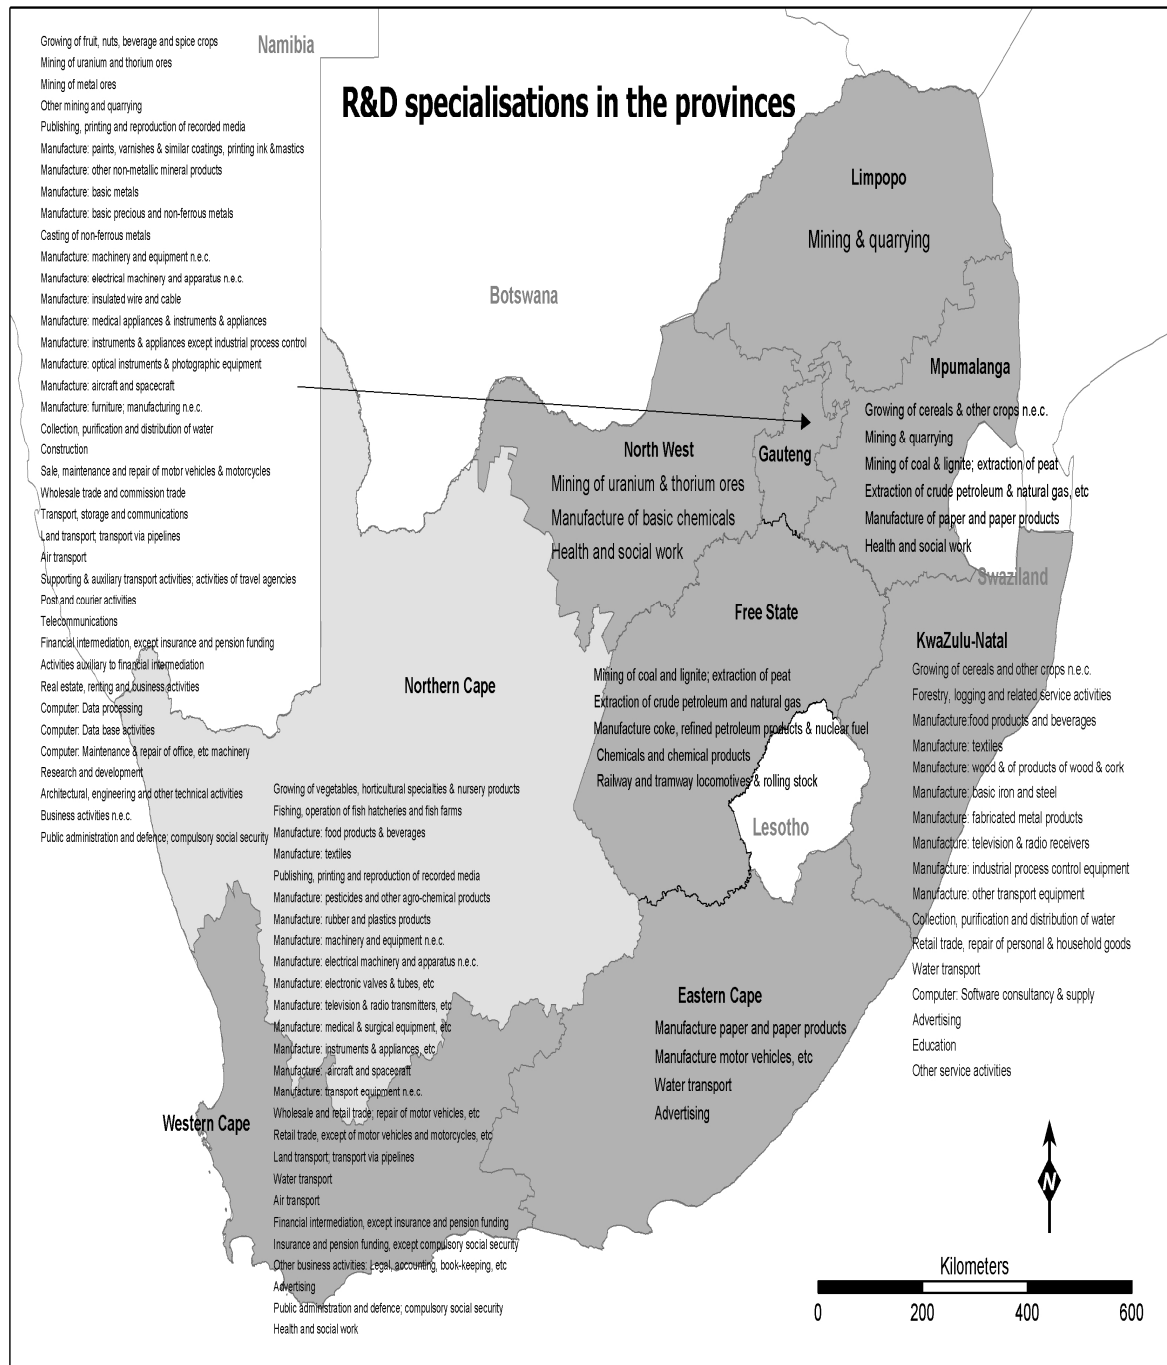 R&D specialisations in the provinces
Namibia
Growing of fruit, nuts, beverage and spice crops
Mining of uranium and thorium ores
Mining of metal ores
Other mining and quarrying
Publishing, printing and reproduction of recorded media
Manufacture: paints, varnishes & similar coatings, printing ink &mastics
Manufacture: other non-metallic mineral products
Manufacture: basic metals
Manufacture: basic precious and non-ferrous metals
Casting of non-ferrous metals
Manufacture: machinery and equipment n.e.c.
Manufacture: electrical machinery and apparatus n.e.c.
Manufacture: insulated wire and cable
Manufacture: medical appliances & instruments & appliances
Manufacture: instruments & appliances except industrial process control
Manufacture: optical instruments & photographic equipment
Manufacture: aircraft and spacecraft
Manufacture: furniture; manufacturing n.e.c.
Collection, purification and distribution of water
Construction
Sale, maintenance and repair of motor vehicles & motorcycles
Wholesale trade and commission trade
Transport, storage and communications
Land transport; transport via pipelines
Air transport
Supporting & auxiliary transport activities; activities of travel agencies
Post and courier activities
Telecommunications
Financial intermediation, except insurance and pension funding
Activities auxiliary to financial intermediation
Real estate, renting and business activities
Computer: Data processing
Computer: Data base activities
Computer: Maintenance & repair of office, etc machinery
Research and development
Architectural, engineering and other technical activities
Business activities n.e.c.
Public administration and defence; compulsory social security
Botswana
Limpopo
Mining & quarrying
Mpumalanga
Growing of cereals & other crops n.e.c.
Mining & quarrying
Mining of coal & lignite; extraction of peat
Extraction of crude petroleum & natural gas, etc
Manufacture of paper and paper products
Health and social work
Swaziland
Gauteng
North West
Mining of uranium & thorium ores
Manufacture of basic chemicals
Health and social work
Free State
Mining of coal and lignite; extraction of peat
Extraction of crude petroleum and natural gas
Manufacture coke, refined petroleum products & nuclear fuel
Chemicals and chemical products
Railway and tramway locomotives & rolling stock
Lesotho
KwaZulu-Natal
Growing of cereals and other crops n.e.c.
Forestry, logging and related service activities
Manufacture:food products and beverages
Manufacture: textiles
Manufacture: wood & of products of wood & cork
Manufacture: basic iron and steel
Manufacture: fabricated metal products
Manufacture: television & radio receivers
Manufacture: industrial process control equipment
Manufacture: other transport equipment
Collection, purification and distribution of water
Retail trade, repair of personal & household goods
Water transport
Computer: Software consultancy & supply
Advertising
Education
Other service activities
Northern Cape
Western Cape
Growing of vegetables, horticultural specialties & nursery products
Fishing, operation of fish hatcheries and fish farms
Manufacture: food products & beverages
Manufacture: textiles
Publishing, printing and reproduction of recorded media
Manufacture: pesticides and other agro-chemical products
Manufacture: rubber and plastics products
Manufacture: machinery and equipment n.e.c.
Manufacture: electrical machinery and apparatus n.e.c.
Manufacture: electronic valves & tubes, etc
Manufacture: television & radio transmitters, etc
Manufacture: medical & surgical equipment, etc
Manufacture: instruments & appliances, etc
Manufacture: aircraft and spacecraft
Manufacture: transport equipment n.e.c.
Wholesale and retail trade; repair of motor vehicles, etc
Retail trade, except of motor vehicles and motorcycles, etc
Land transport; transport via pipelines
Water transport
Air transport
Financial intermediation, except insurance and pension funding
Insurance and pension funding, except compulsory social security
Other business activities: Legal, accounting, book-keeping, etc
Advertising
Public administration and defence; compulsory social security
Health and social work
Eastern Cape
Manufacture paper and paper products
Manufacture motor vehicles, etc
Water transport
Advertising
N
Kilometers
0 200 400 600